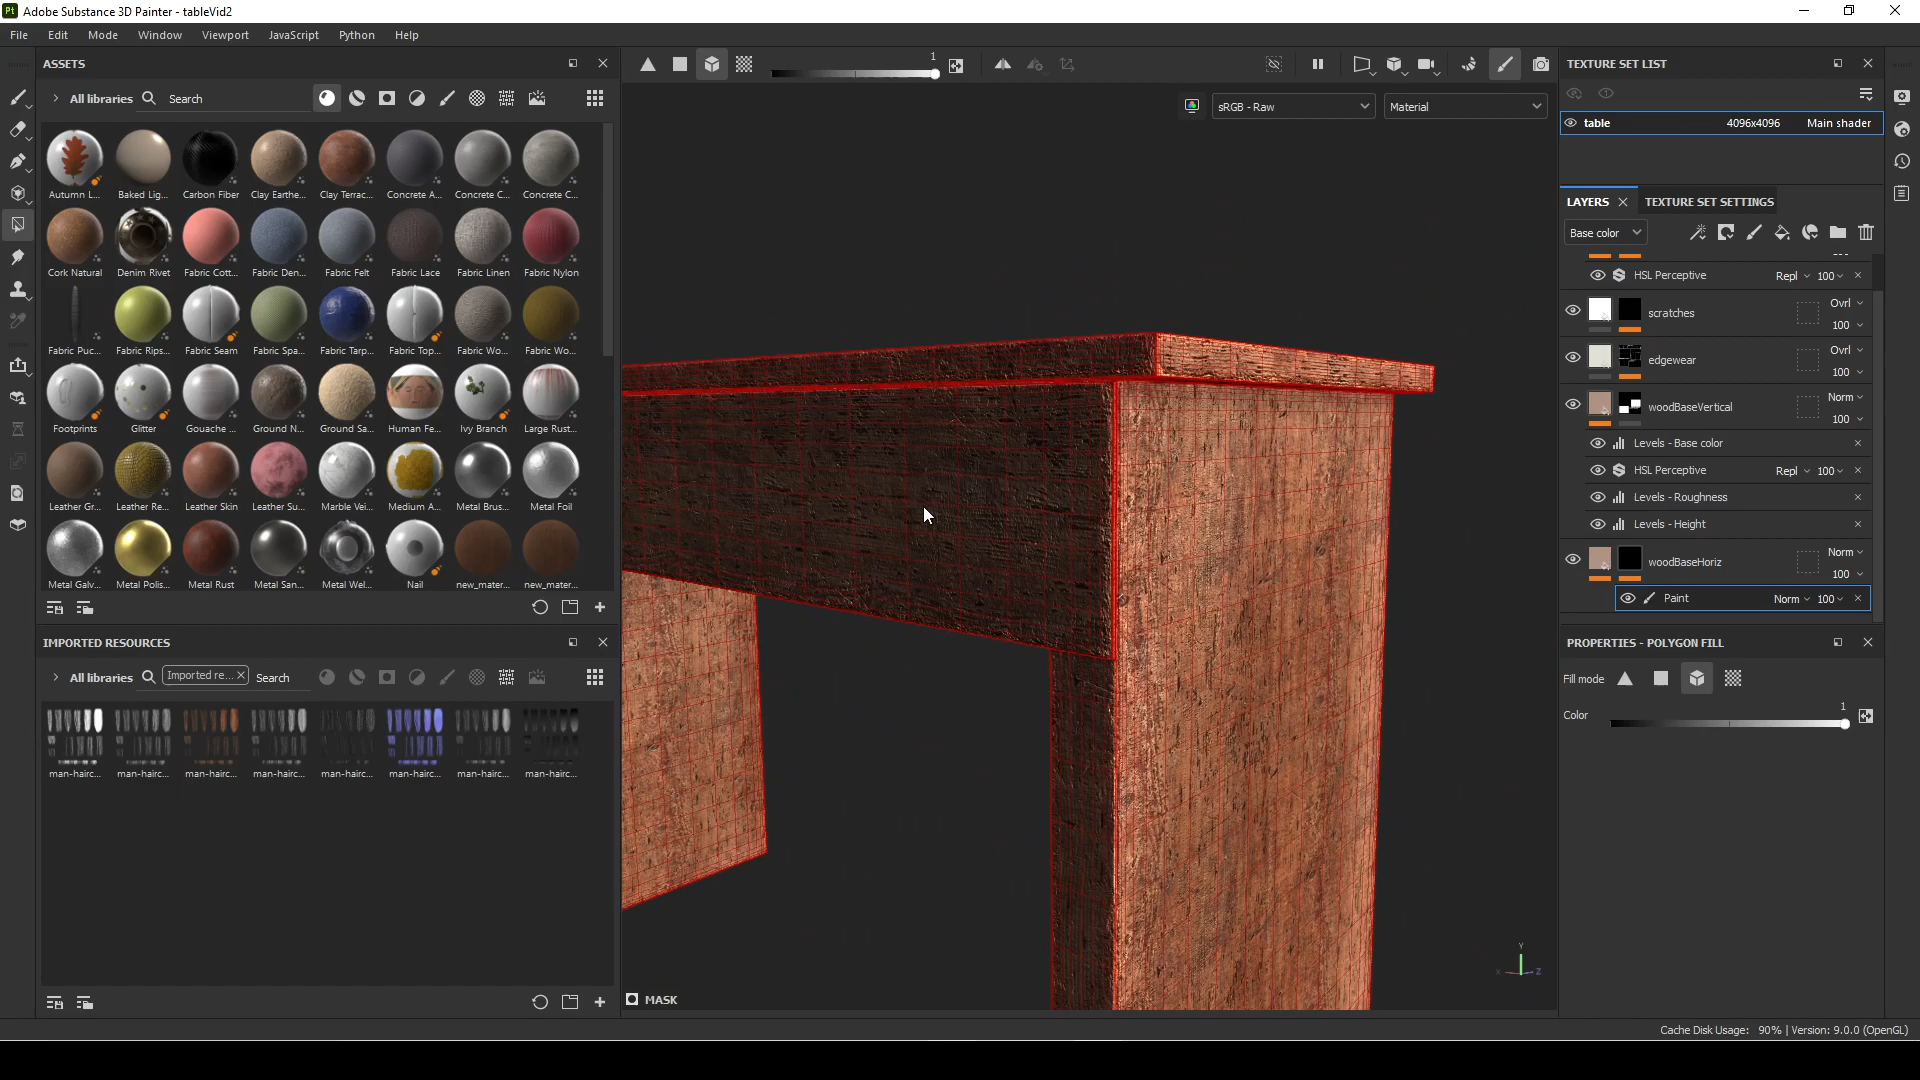 Pt Adobe Substance 3D Painter - tableVid2
File Edit Mode Window Viewport JavaScript Python Help
ASSETS
All libraries Search
Autumn L... Baked Lig... Carbon Fiber Clay Earthe... Clay Terrac... Concrete A... Concrete C... Concrete C...
Cork Natural Denim Rivet Fabric Cott... Fabric Den... Fabric Felt Fabric Lace Fabric Linen Fabric Nylon
Fabric Puc... Fabric Rips... Fabric Seam Fabric Spa... Fabric Tarp... Fabric Top... Fabric Wo... Fabric Wo...
Footprints Glitter Gouache ... Ground N... Ground Sa... Human Fe... Ivy Branch Large Rust...
Leather Gr... Leather Re... Leather Skin Leather Su... Marble Vei... Medium A... Metal Brus... Metal Foil
Metal Galv... Metal Polis... Metal Rust Metal San... Metal Wel... Nail new_mater... new_mater...
IMPORTED RESOURCES
All libraries Imported re... Search
man-hairc... man-hairc... man-hairc... man-hairc... man-hairc... man-hairc... man-hairc... man-hairc...
1
sRGB - Raw Material
MASK
Y
X Z
TEXTURE SET LIST
table 4096x4096 Main shader
LAYERS TEXTURE SET SETTINGS
Base color
HSL Perceptive Repl 100
scratches Ovrl
100
edgewear Ovrl
100
woodBaseVertical Norm
100
Levels - Base color
HSL Perceptive Repl 100
Levels - Roughness
Levels - Height
woodBaseHoriz Norm
100
Paint Norm 100
PROPERTIES - POLYGON FILL
Fill mode
Color 1
Cache Disk Usage: 90% | Version: 9.0.0 (OpenGL)